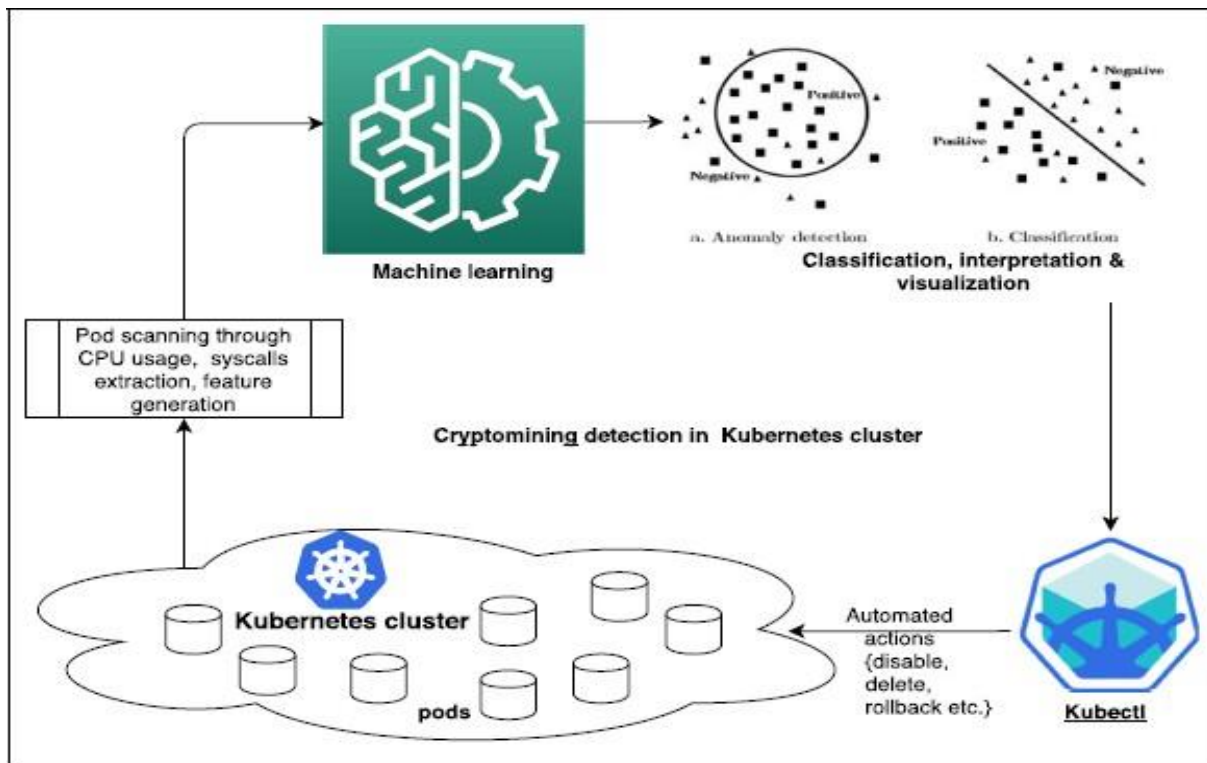 Positive
Negative
a. Anomaly detection
Negative
Positive
b. Classification
Machine learning
Classification, interpretation &
visualization
Pod scanning through
CPU usage, syscalls
extraction, feature
generation
Cryptomining detection in Kubernetes cluster
Kubernetes cluster
pods
Automated
actions
{disable,
delete,
rollback etc.}
Kubectl